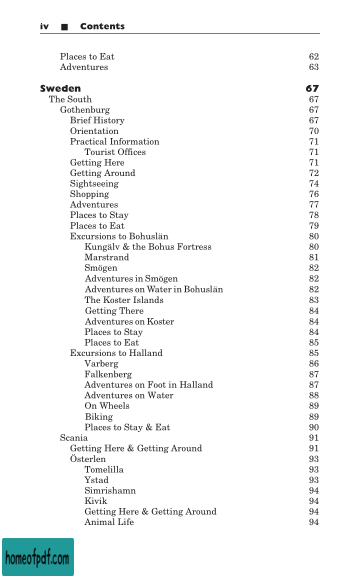 iv ■ Contents
Places to Eat 62
Adventures 63
Sweden 67
The South 67
Gothenburg 67
Brief History 67
Orientation 70
Practical Information 71
Tourist Offices 71
Getting Here 71
Getting Around 72
Sightseeing 74
Shopping 76
Adventures 77
Places to Stay 78
Places to Eat 79
Excursions to Bohuslän 80
Kungälv & the Bohus Fortress 80
Marstrand 81
Smögen 82
Adventures in Smögen 82
Adventures on Water in Bohuslän 82
The Koster Islands 83
Getting There 84
Adventures on Koster 84
Places to Stay 84
Places to Eat 85
Excursions to Halland 85
Varberg 86
Falkenberg 87
Adventures on Foot in Halland 87
Adventures on Water 88
On Wheels 89
Biking 89
Places to Stay & Eat 90
Scania 91
Getting Here & Getting Around 91
Österlen 93
Tomelilla 93
Ystad 93
Simrishamn 94
Kivik 94
Getting Here & Getting Around 94
Animal Life 94
homeofpdf.com